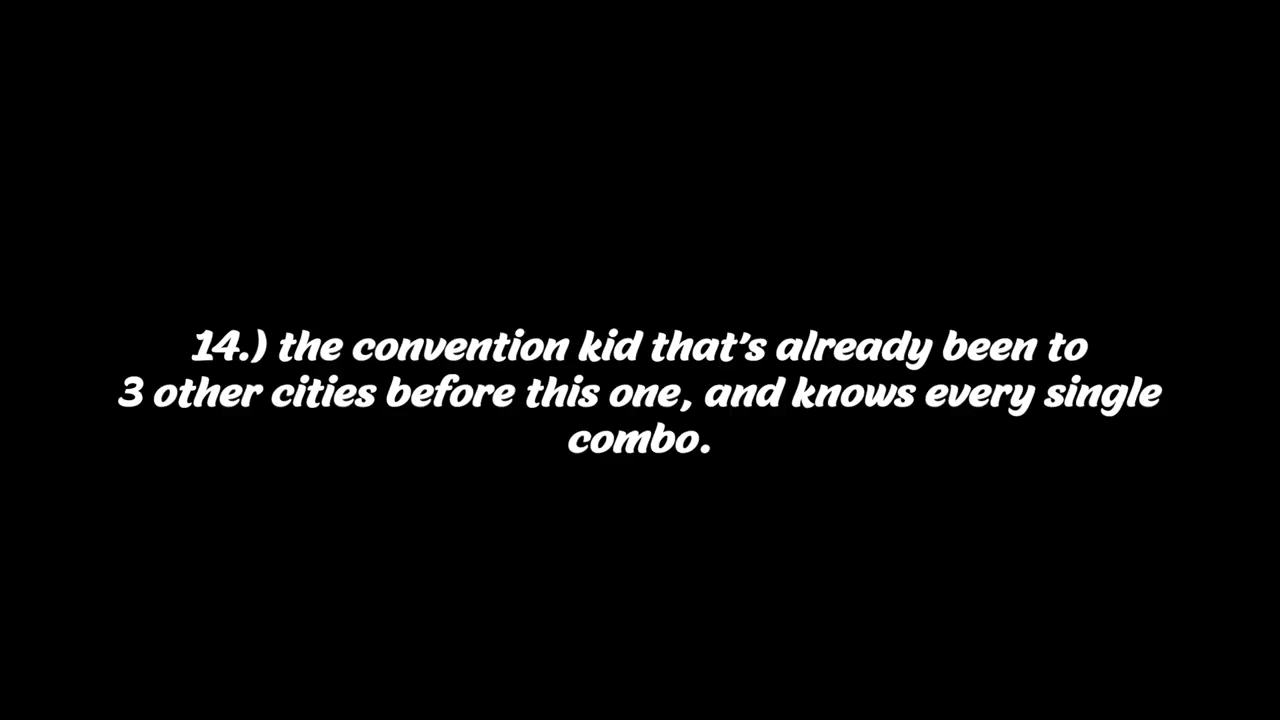 14.) the convention kid that's already been to
3 other cities before this one, and knows every single
combo.